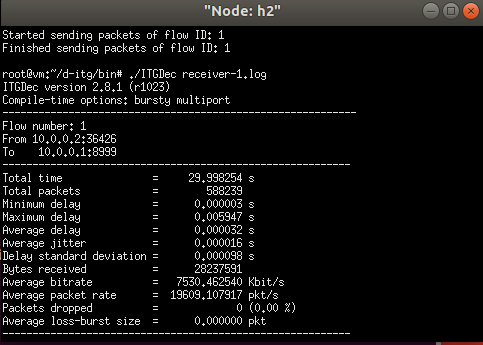 "Node: h2"
Started sending packets of flow ID: 1
Finished sending packets of flow ID: 1
root@vm:~/d-itg/bin# ./ITGDec receiver-1.log
ITGDec version 2.8.1 (r1023)
Compile-time options: bursty multiport
----------------------------------------------------------
Flow number: 1
From 10.0.0.2:36426
To    10.0.0.1:8999
----------------------------------------------------------
Total time               =     29.998254 s
Total packets            =        588239
Minimum delay            =      0.000003 s
Maximum delay            =      0.005947 s
Average delay            =      0.000032 s
Average jitter           =      0.000016 s
Delay standard deviation =      0.000098 s
Bytes received           =      28237591
Average bitrate          =   7530.462540 Kbit/s
Average packet rate      =  19609.107917 pkt/s
Packets dropped          =             0 (0.00 %)
Average loss-burst size  =      0.000000 pkt
----------------------------------------------------------